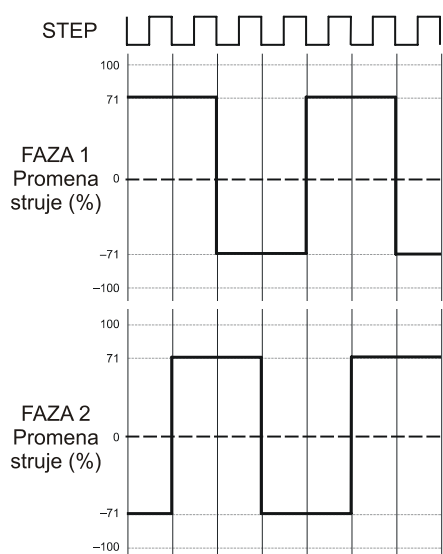 STEP
100
71
FAZA 1
Promena
struje (%)
0
–71
–100
100
71
FAZA 2
Promena
struje (%)
0
–71
–100